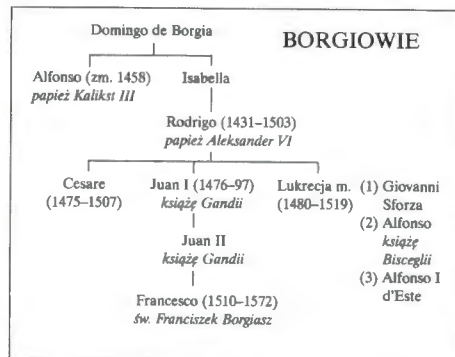 BORGIOWIE
Domingo de Borgia
Alfonso (zm. 1458)
papież Kalikst III
Isabella
Rodrigo (1431–1503)
papież Aleksander VI
Cesare
(1475–1507)
Juan I (1476–97)
książę Gandii
Lukrecja m.
(1480–1519)
(1) Giovanni
Sforza
(2) Alfonso
książę
Bisceglii
(3) Alfonso I
d'Este
Juan II
książę Gandii
Francesco (1510–1572)
św. Franciszek Borgiasz